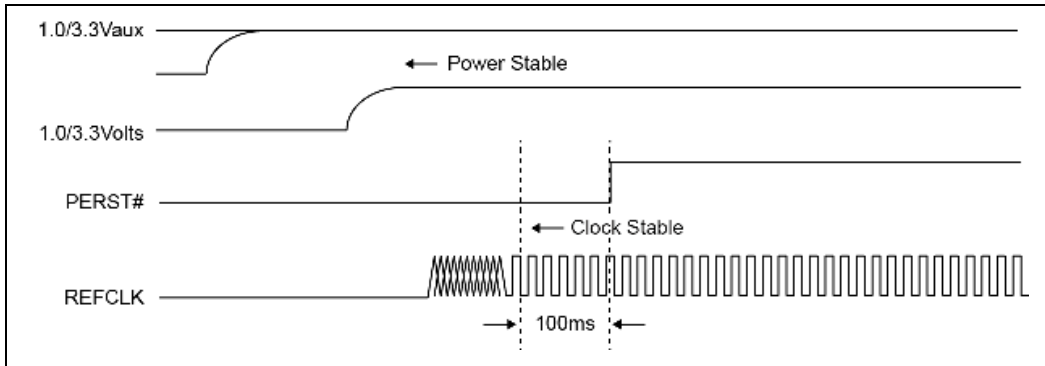 1.0/3.3Vaux
Power Stable
1.0/3.3Volts
PERST#
Clock Stable
REFCLK
100ms